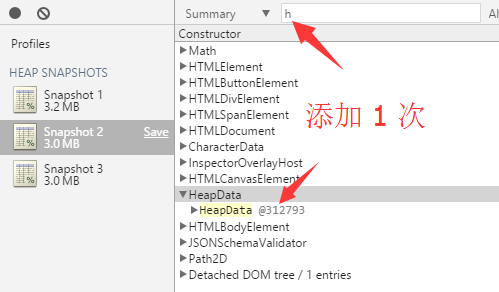 Summary ▼ h Al
Profiles
Constructor
HEAP SNAPSHOTS
Snapshot 1
3.2 MB
Snapshot 2 Save
3.0 MB
Snapshot 3
3.0 MB
Math
HTMLElement
HTMLButtonElement
HTMLDivElement
HTMLSpanElement
HTMLDocument
CharacterData
InspectorOverlayHost
HTMLCanvasElement
HeapData
HeapData @312793
HTMLBodyElement
JSONSchemaValidator
Path2D
Detached DOM tree / 1 entries
添加 1 次